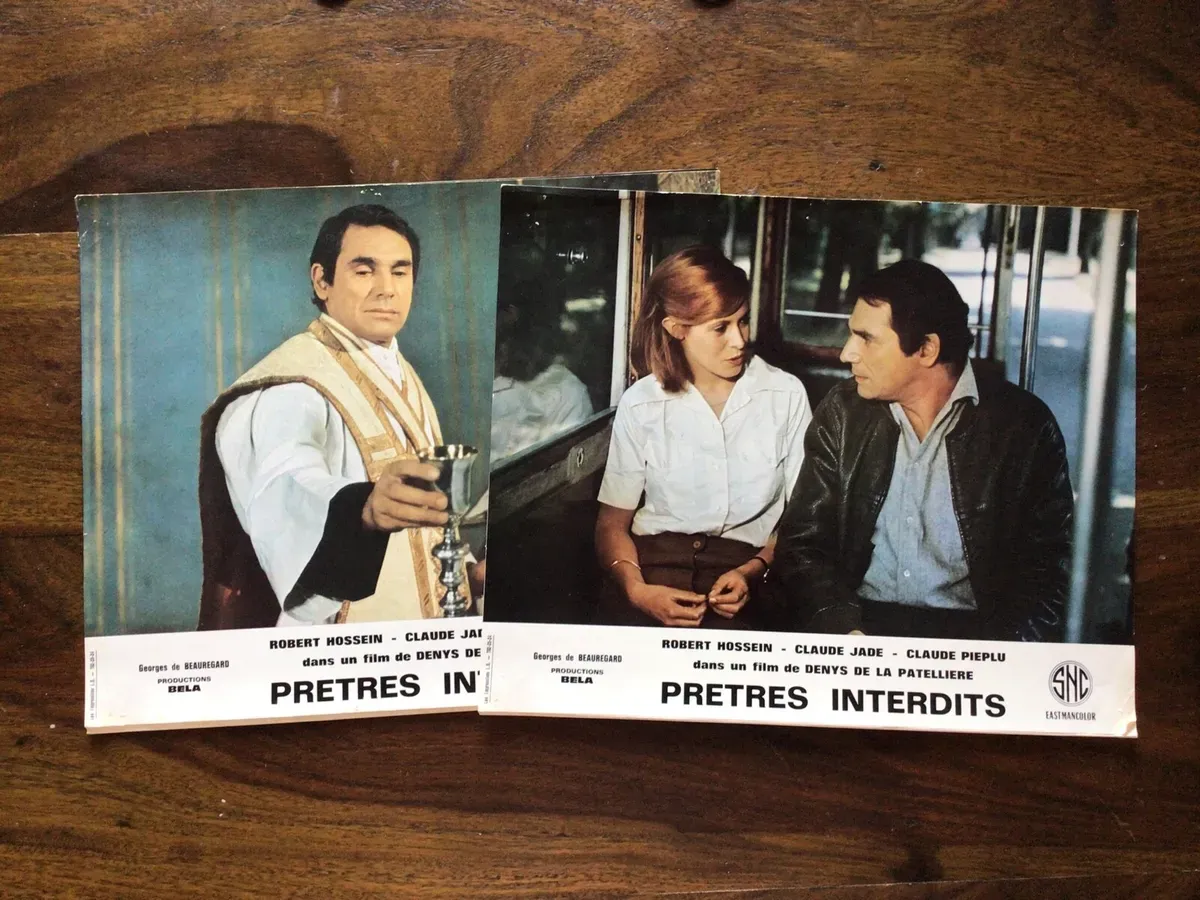 ROBERT HOSSEIN - CLAUDE JAD
dans un film de DENYS DE
Georges de BEAUREGARD
PRODUCTIONS
BELA
PRETRES IN
ROBERT HOSSEIN - CLAUDE JADE - CLAUDE PIEPLU
dans un film de DENYS DE LA PATELLIERE
Georges de BEAUREGARD
PRODUCTIONS
BELA
PRETRES INTERDITS
SNC
EASTMANCOLOR